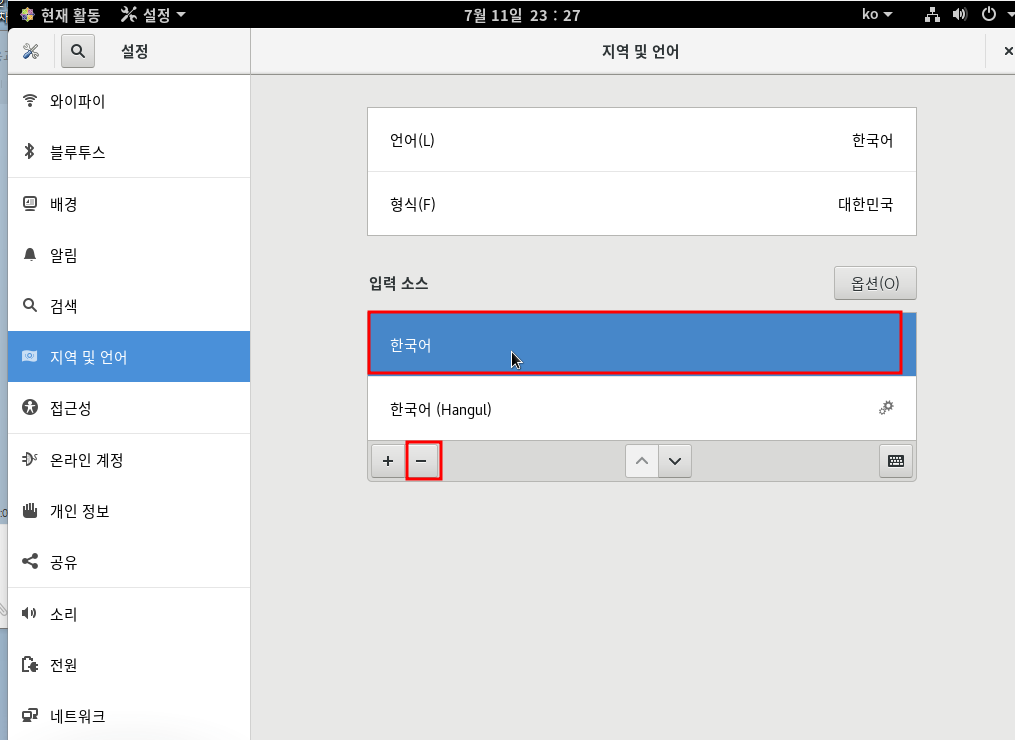 현재 활동 설정 7월 11일 23 : 27 ko
설정 지역 및 언어
와이파이
블루투스
배경
알림
검색
지역 및 언어
접근성
온라인 계정
개인 정보
공유
소리
전원
네트워크
언어(L) 한국어
형식(F) 대한민국
입력 소스 옵션(O)
한국어
한국어 (Hangul)